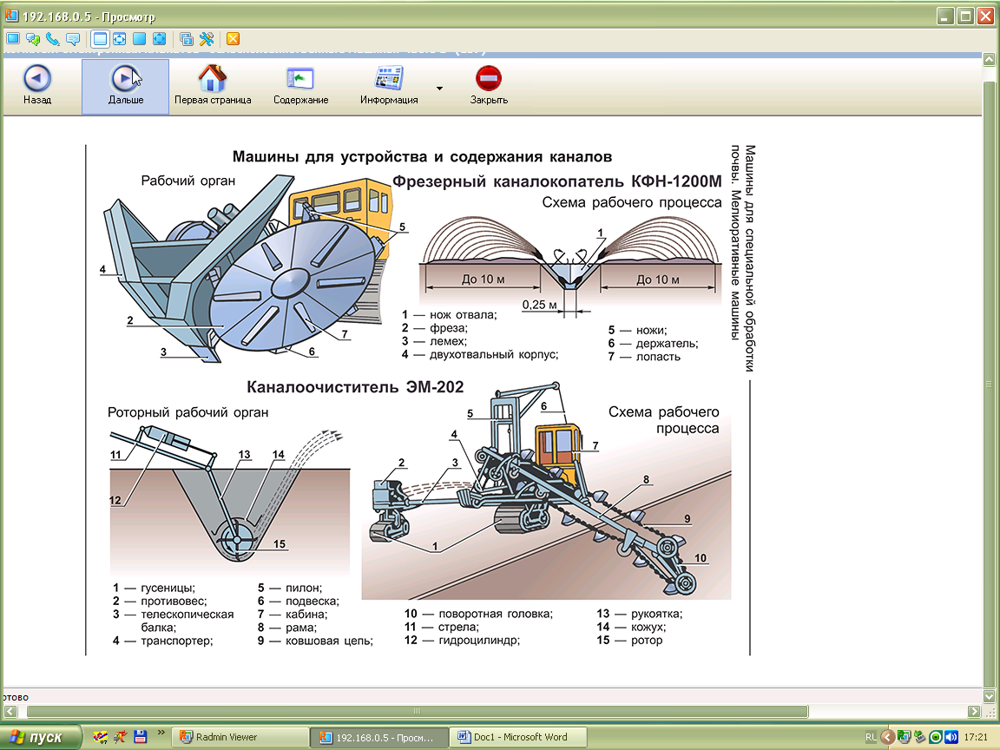 192.168.0.5 - Просмотр
Назад
Дальше
Первая страница
Содержание
Информация
Закрыть
Машины для устройства и содержания каналов
Рабочий орган
Фрезерный каналокопатель КФН-1200М
Схема рабочего процесса
5
4
2
3
7
6
1
До 10 м
До 10 м
0,25 м
1 — нож отвала;
2 — фреза;
3 — лемех;
4 — двухотвальный корпус;
5 — ножи;
6 — держатель;
7 — лопасть
Машины для специальной обработки
почвы. Мелиоративные машины
Каналоочиститель ЭМ-202
Роторный рабочий орган
Схема рабочего
процесса
11
13
14
12
15
5
6
4
7
2
3
8
9
1
10
1 — гусеницы;
2 — противовес;
3 — телескопическая
балка;
4 — транспортер;
5 — пилон;
6 — подвеска;
7 — кабина;
8 — рама;
9 — ковшовая цепь;
10 — поворотная головка;
11 — стрела;
12 — гидроцилиндр;
13 — рукоятка;
14 — кожух;
15 — ротор
отово
пуск
Radmin Viewer
192.168.0.5 - Просм...
Doc1 - Microsoft Word
RL
17:21